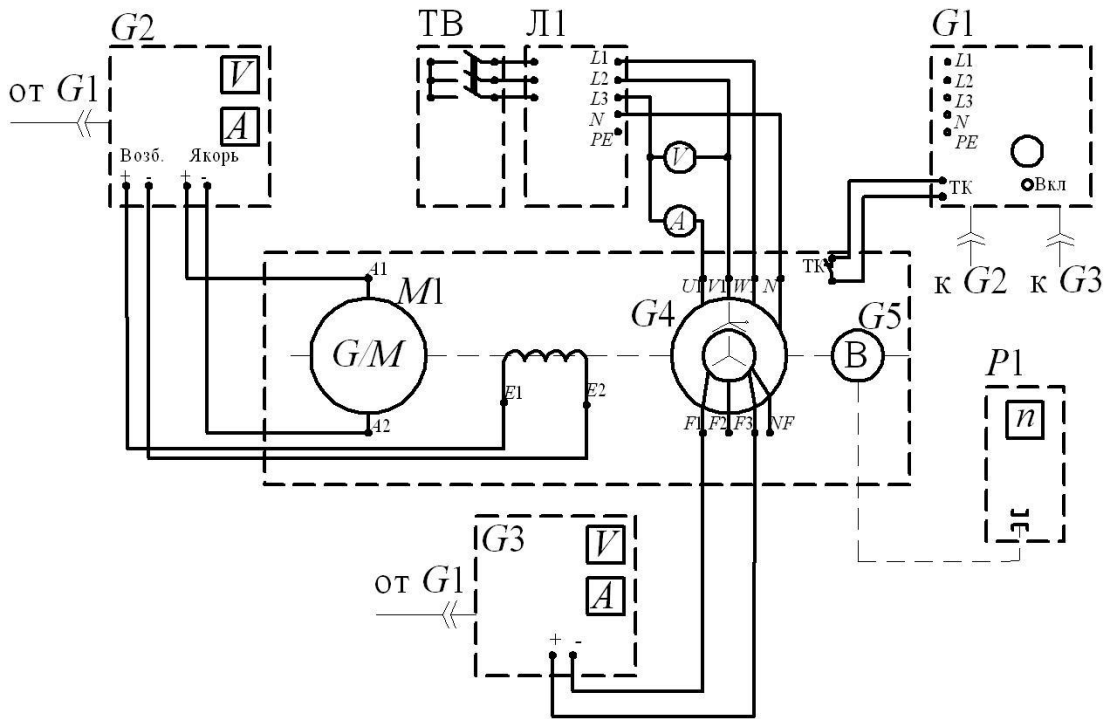 G2
ТВ
Л1
G1
от G1
V
A
Возб.
Якорь
+ - + -
L1
L2
L3
N
PE
L1
L2
L3
N
PE
V
A
ТК
Вкл
к G2
к G3
ТК
A1
M1
G/M
A2
E1
E2
U1
V1
W1
N
G4
G5
B
F1
F2
F3
NF
P1
n
G3
V
A
от G1
+ -